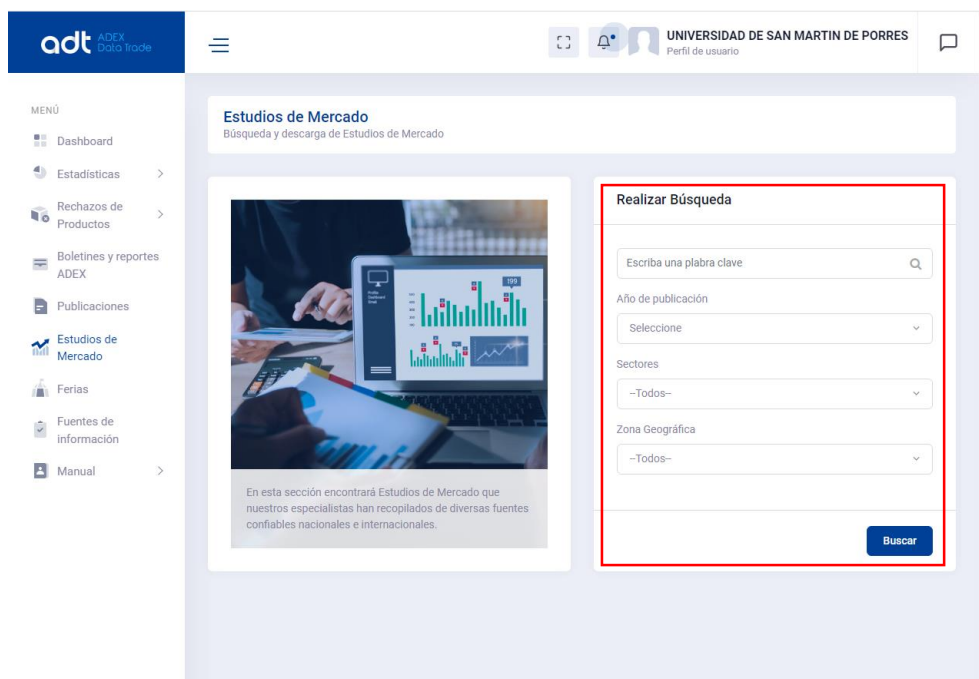 adt ADEX
Data Trade
UNIVERSIDAD DE SAN MARTIN DE PORRES
Perfil de usuario
MENÚ
Dashboard
Estadísticas
Rechazos de
Productos
Boletines y reportes
ADEX
Publicaciones
Estudios de
Mercado
Ferias
Fuentes de
información
Manual
Estudios de Mercado
Búsqueda y descarga de Estudios de Mercado
199
En esta sección encontrará Estudios de Mercado que
nuestros especialistas han recopilados de diversas fuentes
confiables nacionales e internacionales.
Realizar Búsqueda
Escriba una plabra clave
Año de publicación
Seleccione
Sectores
--Todos--
Zona Geográfica
--Todos--
Buscar